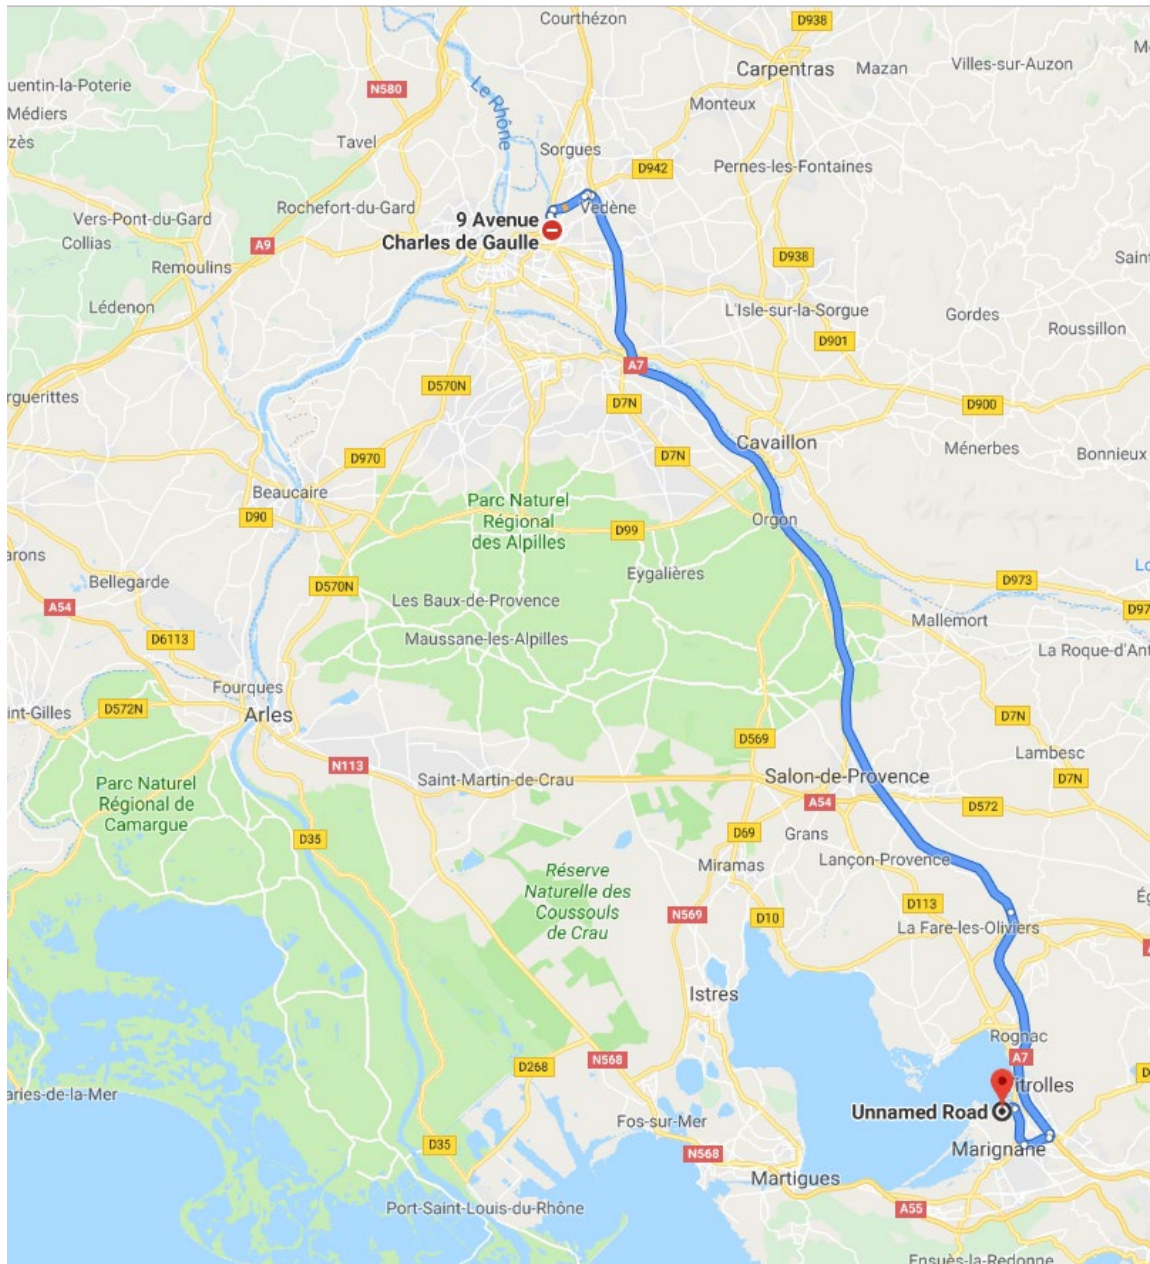 Courthézon
D938
Carpentras
Mazan
Villes-sur-Auzon
N580
Le Rhône
Médiers
Monteux
Tavel
Sorgues
D942
Pernes-les-Fontaines
Vers-Pont-du-Gard
Rochefort-du-Gard
Vedène
9 Avenue
Charles de Gaulle
Collias
A9
Remoulins
D938
Lédenon
L'Isle-sur-la-Sorgue
Gordes
Roussillon
D901
A7
D570N
D7N
D900
Cavaillon
Ménerbes
Bonnieux
D970
D7N
Beaucaire
Parc Naturel
Régional
des Alpilles
D90
Orgon
D99
Bellegarde
D570N
Eygalières
D973
A54
Les Baux-de-Provence
Mallemort
D6113
Maussane-les-Alpilles
La Roque-d'Ant
Fourques
D572N
Arles
D7N
D569
Lambesc
N113
Saint-Martin-de-Crau
Salon-de-Provence
D7N
Parc Naturel
Régional de
Camargue
A54
D572
D35
D69
Grans
Miramas
Lançon-Provence
Réserve
Naturelle des
Coussouls
de Crau
N569
D10
D113
La Fare-les-Oliviers
Istres
Rognac
N568
D268
A7
Vitrolles
Unnamed Road
Fos-sur-Mer
D35
N568
Marignane
Martigues
Port-Saint-Louis-du-Rhône
A55
Ensuès-la-Redonne